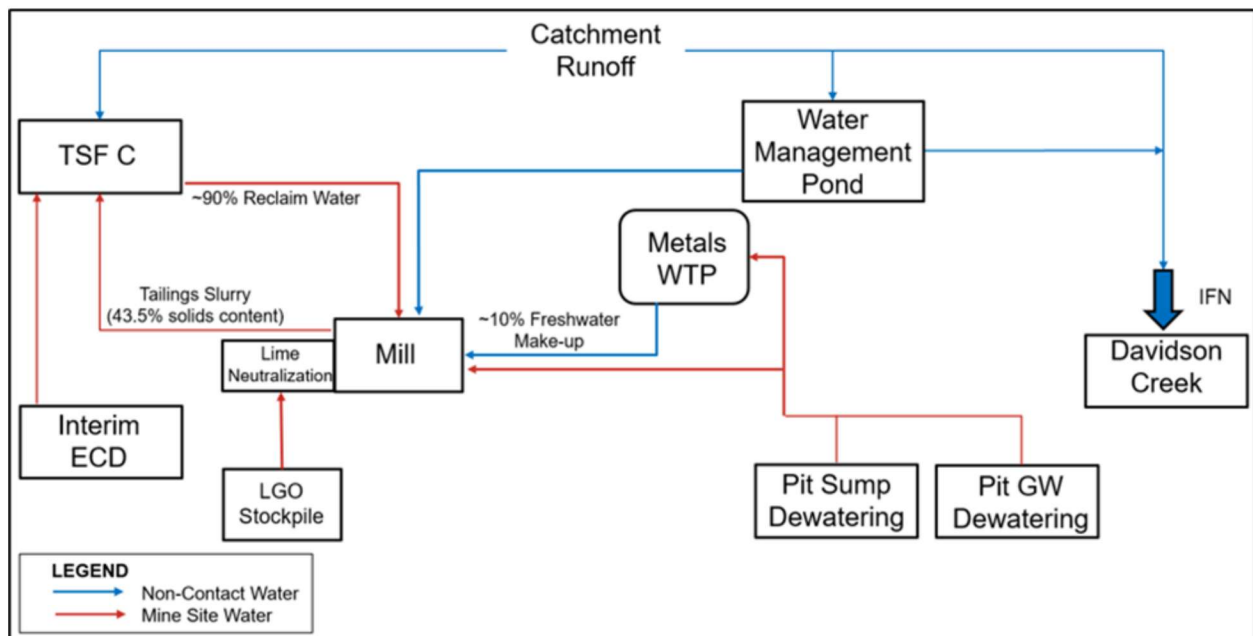 Catchment
Runoff
TSF C
Water
Management
Pond
~90% Reclaim Water
Metals
WTP
Tailings Slurry
(43.5% solids content)
~10% Freshwater
Make-up
IFN
Lime
Neutralization
Mill
Davidson
Creek
Interim
ECD
LGO
Stockpile
Pit Sump
Dewatering
Pit GW
Dewatering
LEGEND
Non-Contact Water
Mine Site Water